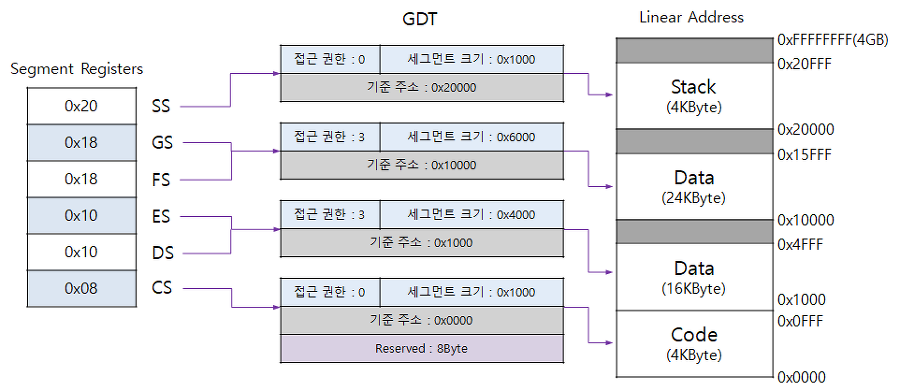 GDT
Linear Address
Segment Registers
0x20 SS
0x18 GS
0x18 FS
0x10 ES
0x10 DS
0x08 CS
접근 권한 : 0 세그먼트 크기 : 0x1000
기준 주소 : 0x20000
접근 권한 : 3 세그먼트 크기 : 0x6000
기준 주소 : 0x10000
접근 권한 : 3 세그먼트 크기 : 0x4000
기준 주소 : 0x1000
접근 권한 : 0 세그먼트 크기 : 0x1000
기준 주소 : 0x0000
Reserved : 8Byte
0xFFFFFFFF(4GB)
0x20FFF
Stack
(4KByte)
0x20000
0x15FFF
Data
(24KByte)
0x10000
0x4FFF
Data
(16KByte)
0x1000
0x0FFF
Code
(4KByte)
0x0000